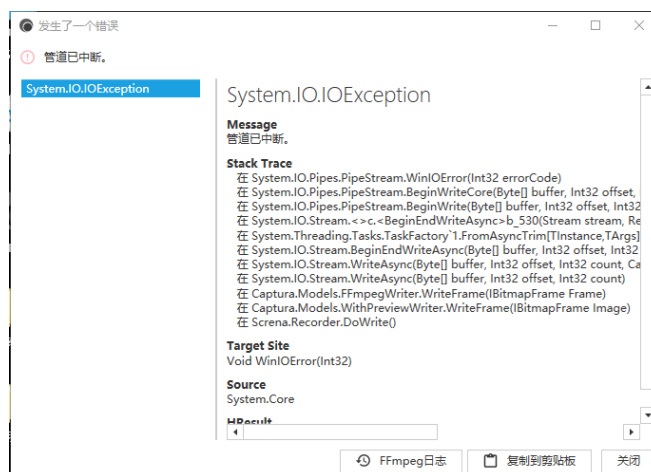 发生了一个错误
管道已中断。
System.IO.IOException
System.IO.IOException
Message
管道已中断。
Stack Trace
在 System.IO.Pipes.PipeStream.WinIOError(Int32 errorCode)
在 System.IO.Pipes.PipeStream.BeginWriteCore(Byte[] buffer, Int32 offset,
在 System.IO.Pipes.PipeStream.BeginWrite(Byte[] buffer, Int32 offset, Int32
在 System.IO.Stream.<>c.<BeginEndWriteAsync>b_530(Stream stream, Re
在 System.Threading.Tasks.TaskFactory`1.FromAsyncTrim[TInstance,TArgs]
在 System.IO.Stream.BeginEndWriteAsync(Byte[] buffer, Int32 offset, Int32
在 System.IO.Stream.WriteAsync(Byte[] buffer, Int32 offset, Int32 count, Ca
在 System.IO.Stream.WriteAsync(Byte[] buffer, Int32 offset, Int32 count)
在 Captura.Models.FFmpegWriter.WriteFrame(IBitmapFrame Frame)
在 Captura.Models.WithPreviewWriter.WriteFrame(IBitmapFrame Image)
在 Screna.Recorder.DoWrite()
Target Site
Void WinIOError(Int32)
Source
System.Core
HResult
FFmpeg日志
复制到剪贴板
关闭